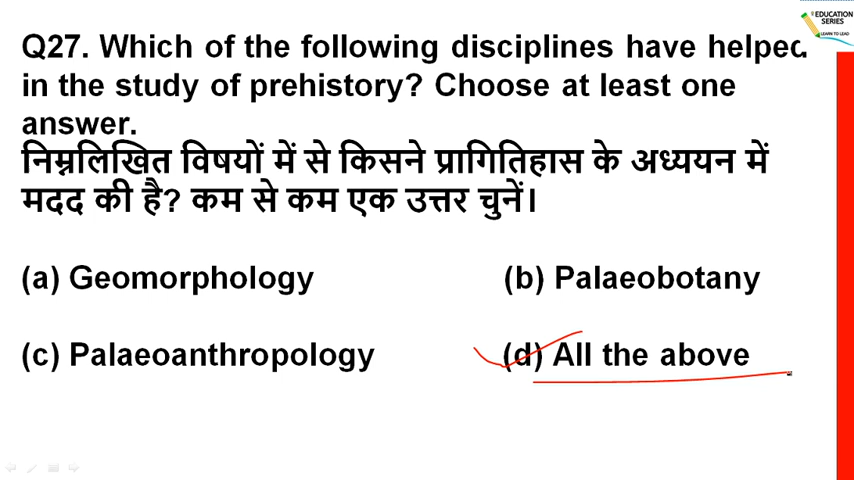 EDUCATION
SERIES
LEARN TO LEAD
Q27. Which of the following disciplines have helped
in the study of prehistory? Choose at least one
answer.
निम्नलिखित विषयों में से किसने प्रागितिहास के अध्ययन में
मदद की है? कम से कम एक उत्तर चुनें।
(a) Geomorphology (b) Palaeobotany
(c) Palaeoanthropology (d) All the above